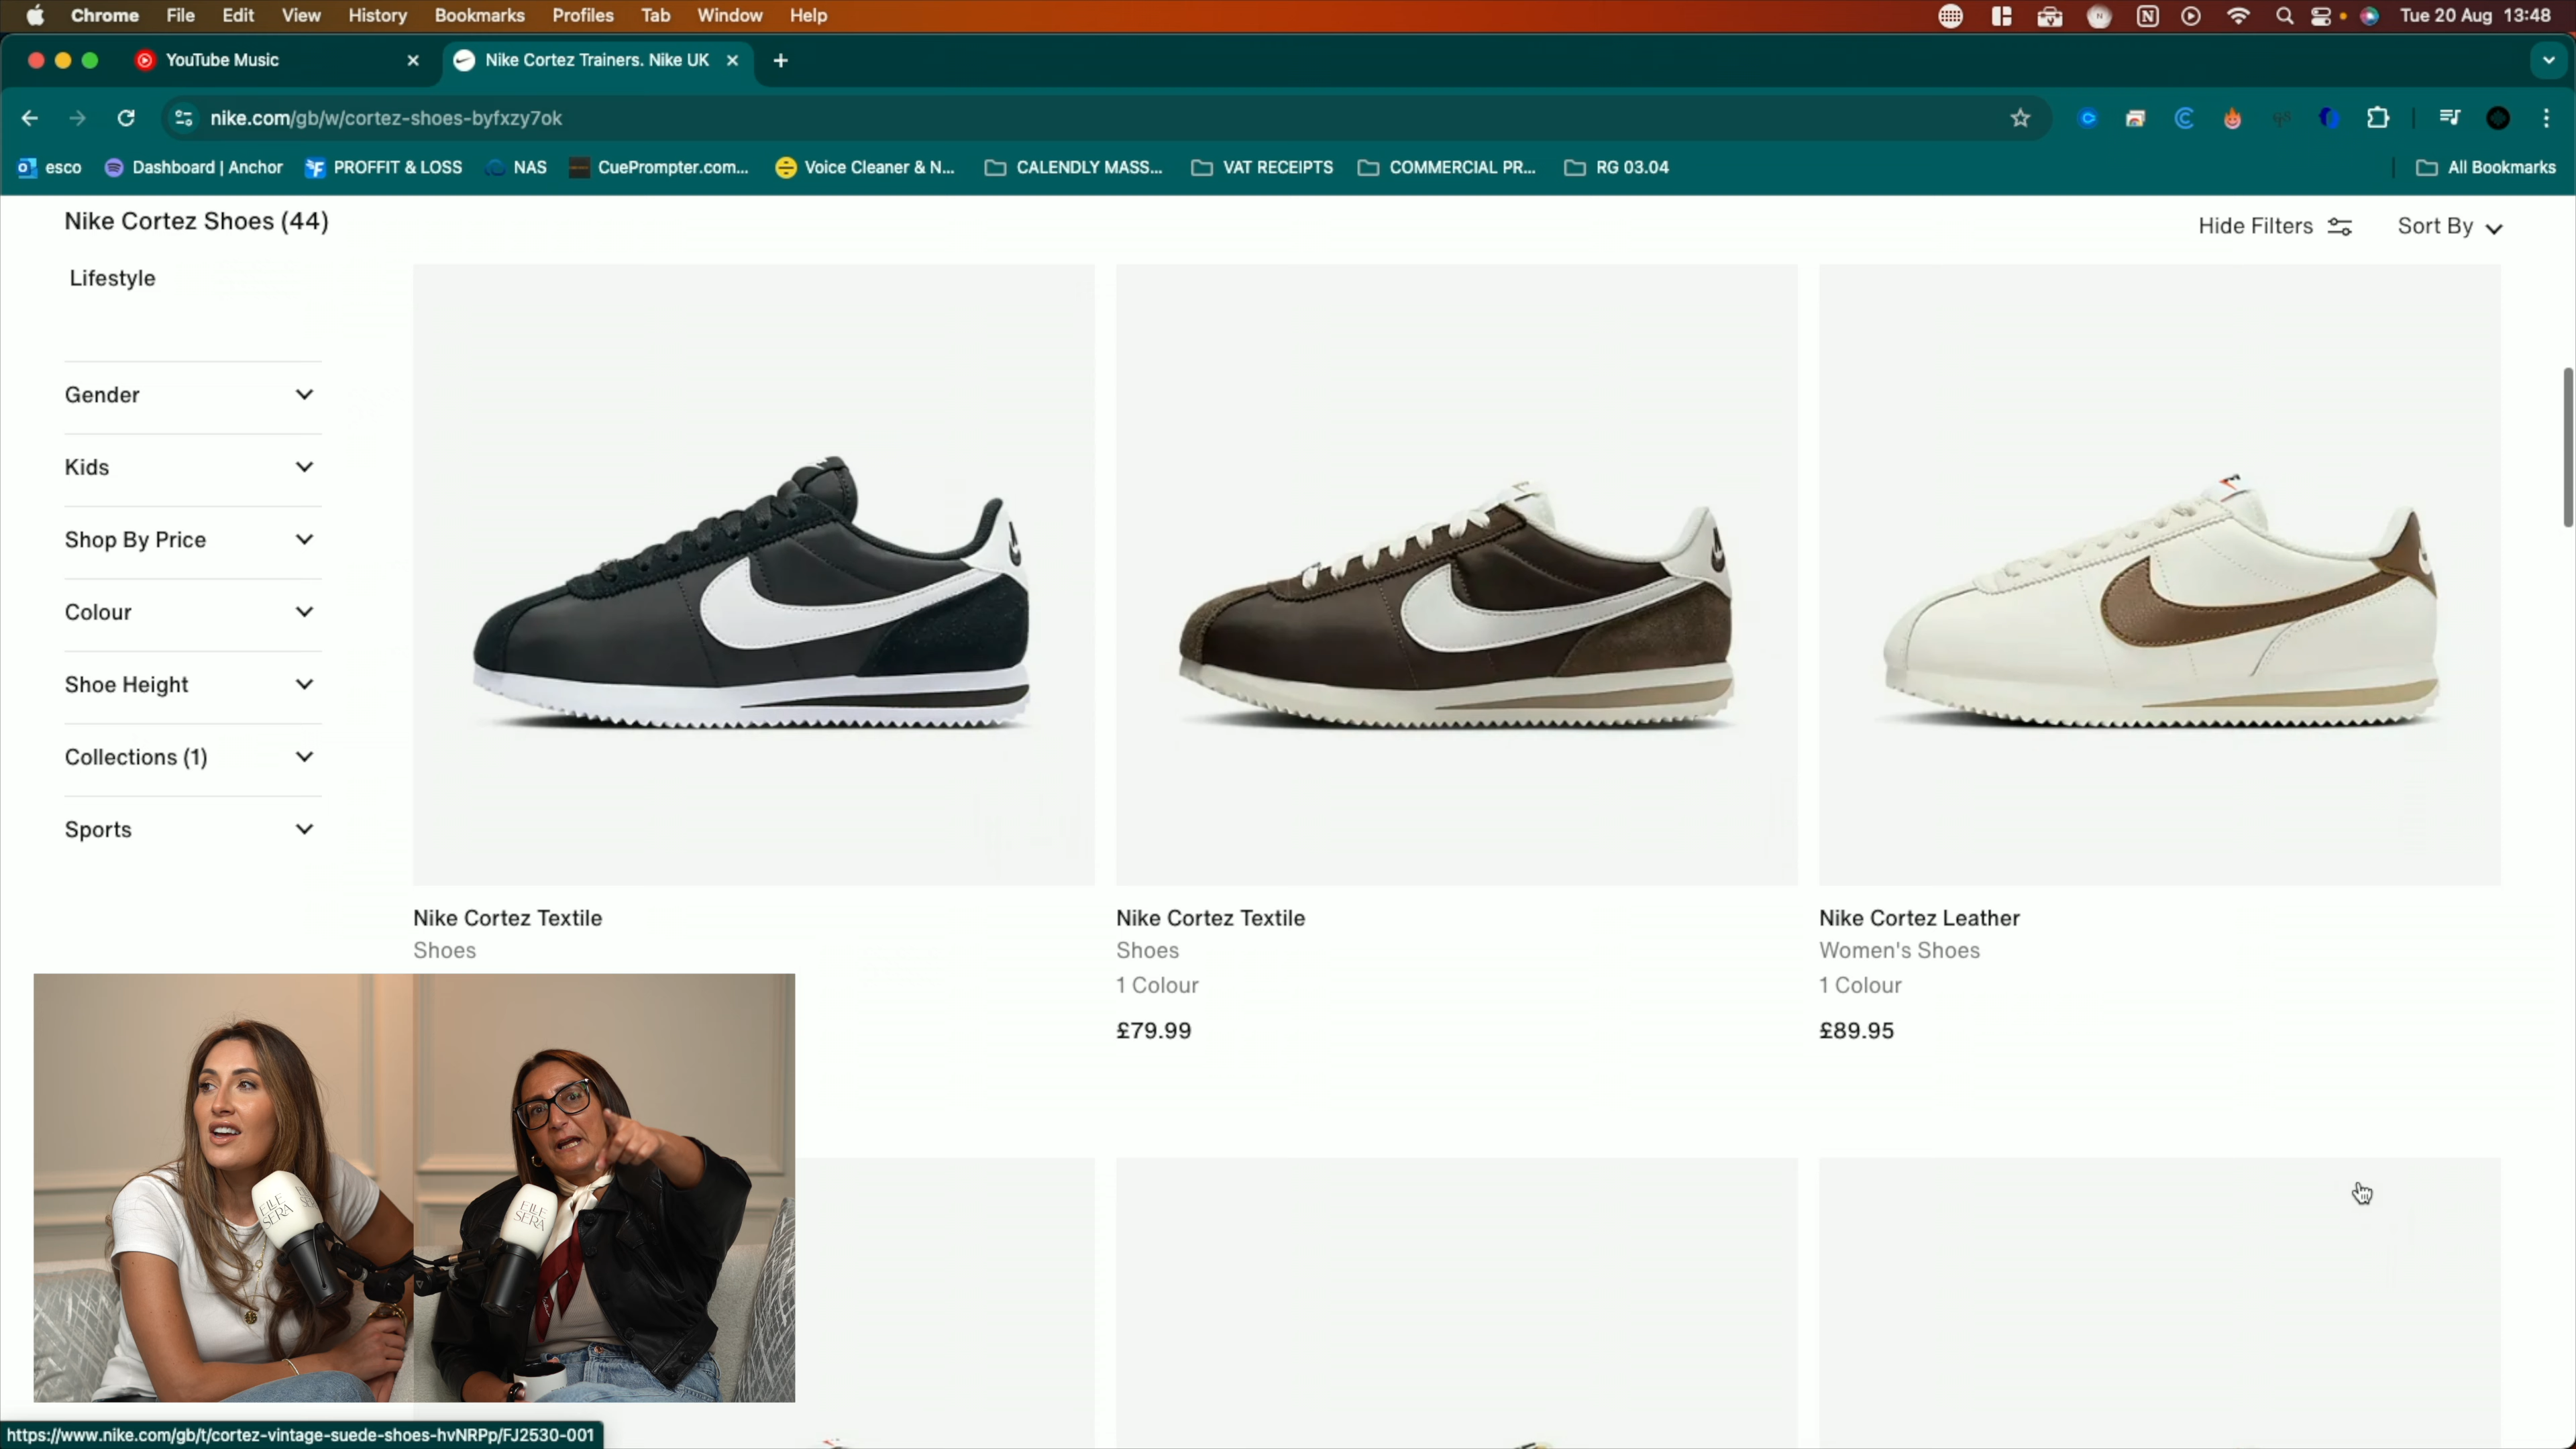 Chrome File Edit View History Bookmarks Profiles Tab Window Help Tue 20 Aug 13:48
YouTube Music Nike Cortez Trainers. Nike UK
nike.com/gb/w/cortez-shoes-byfxzy7ok
esco Dashboard | Anchor PROFFIT & LOSS NAS CuePrompter.com... Voice Cleaner & N... CALENDLY MASS... VAT RECEIPTS COMMERCIAL PR... RG 03.04 All Bookmarks
Nike Cortez Shoes (44) Hide Filters Sort By
Lifestyle
Gender
Kids
Shop By Price
Colour
Shoe Height
Collections (1)
Sports
Nike Cortez Textile
Shoes
Nike Cortez Textile
Shoes
1 Colour
£79.99
Nike Cortez Leather
Women's Shoes
1 Colour
£89.95
ELLE
SERA
ELLE
SERA
https://www.nike.com/gb/t/cortez-vintage-suede-shoes-hvNRPp/FJ2530-001